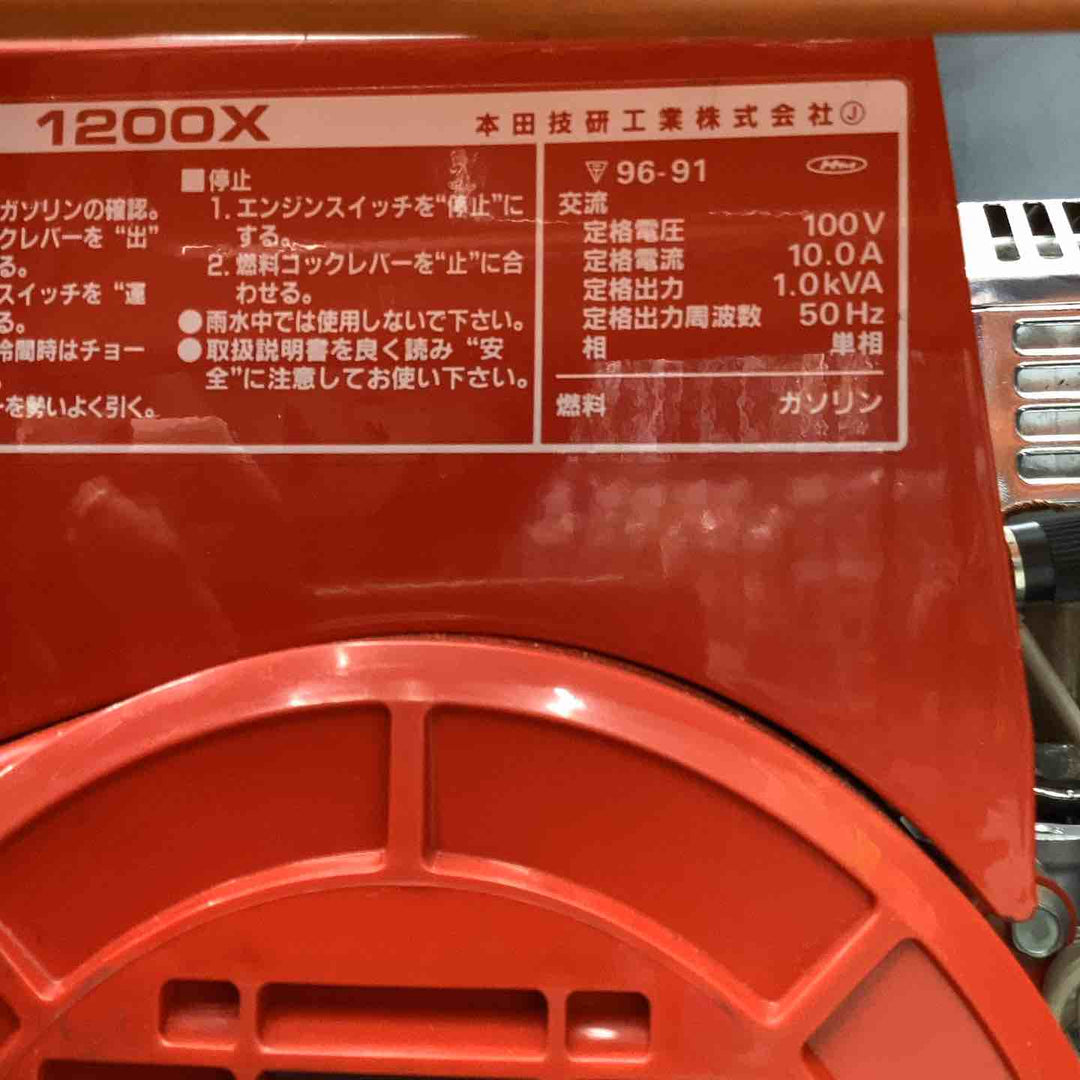 1200X
本田技研工業株式会社Ⓙ
ガソリンの確認。
クレバーを “出”
る。
スイッチを “運
る。
冷間時はチョー
を勢いよく引く。
■停止
1. エンジンスイッチを“停止”に
する。
2. 燃料コックレバーを“止”に合
わせる。
●雨水中では使用しないで下さい。
●取扱説明書を良く読み “安
全”に注意してお使い下さい。
96-91
交流
定格電圧 100V
定格電流 10.0A
定格出力 1.0kVA
定格出力周波数 50Hz
相 単相
燃料 ガソリン